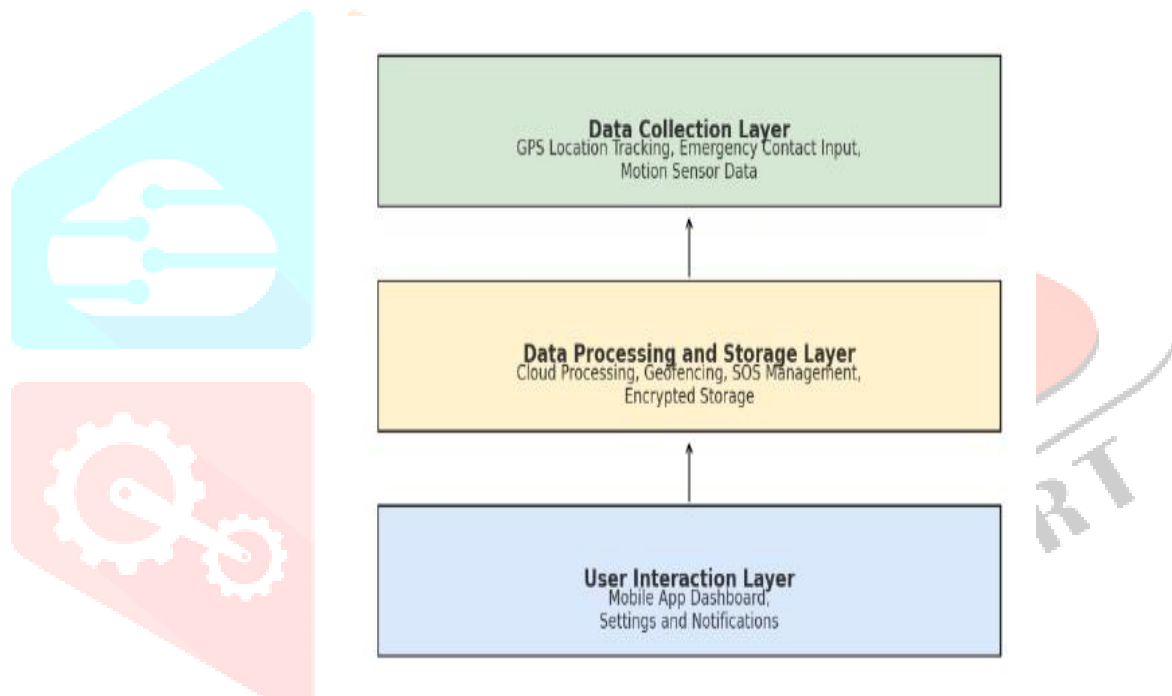 Data Collection Layer
GPS Location Tracking, Emergency Contact Input,
Motion Sensor Data
Data Processing and Storage Layer
Cloud Processing, Geofencing, SOS Management,
Encrypted Storage
User Interaction Layer
Mobile App Dashboard,
Settings and Notifications
RT